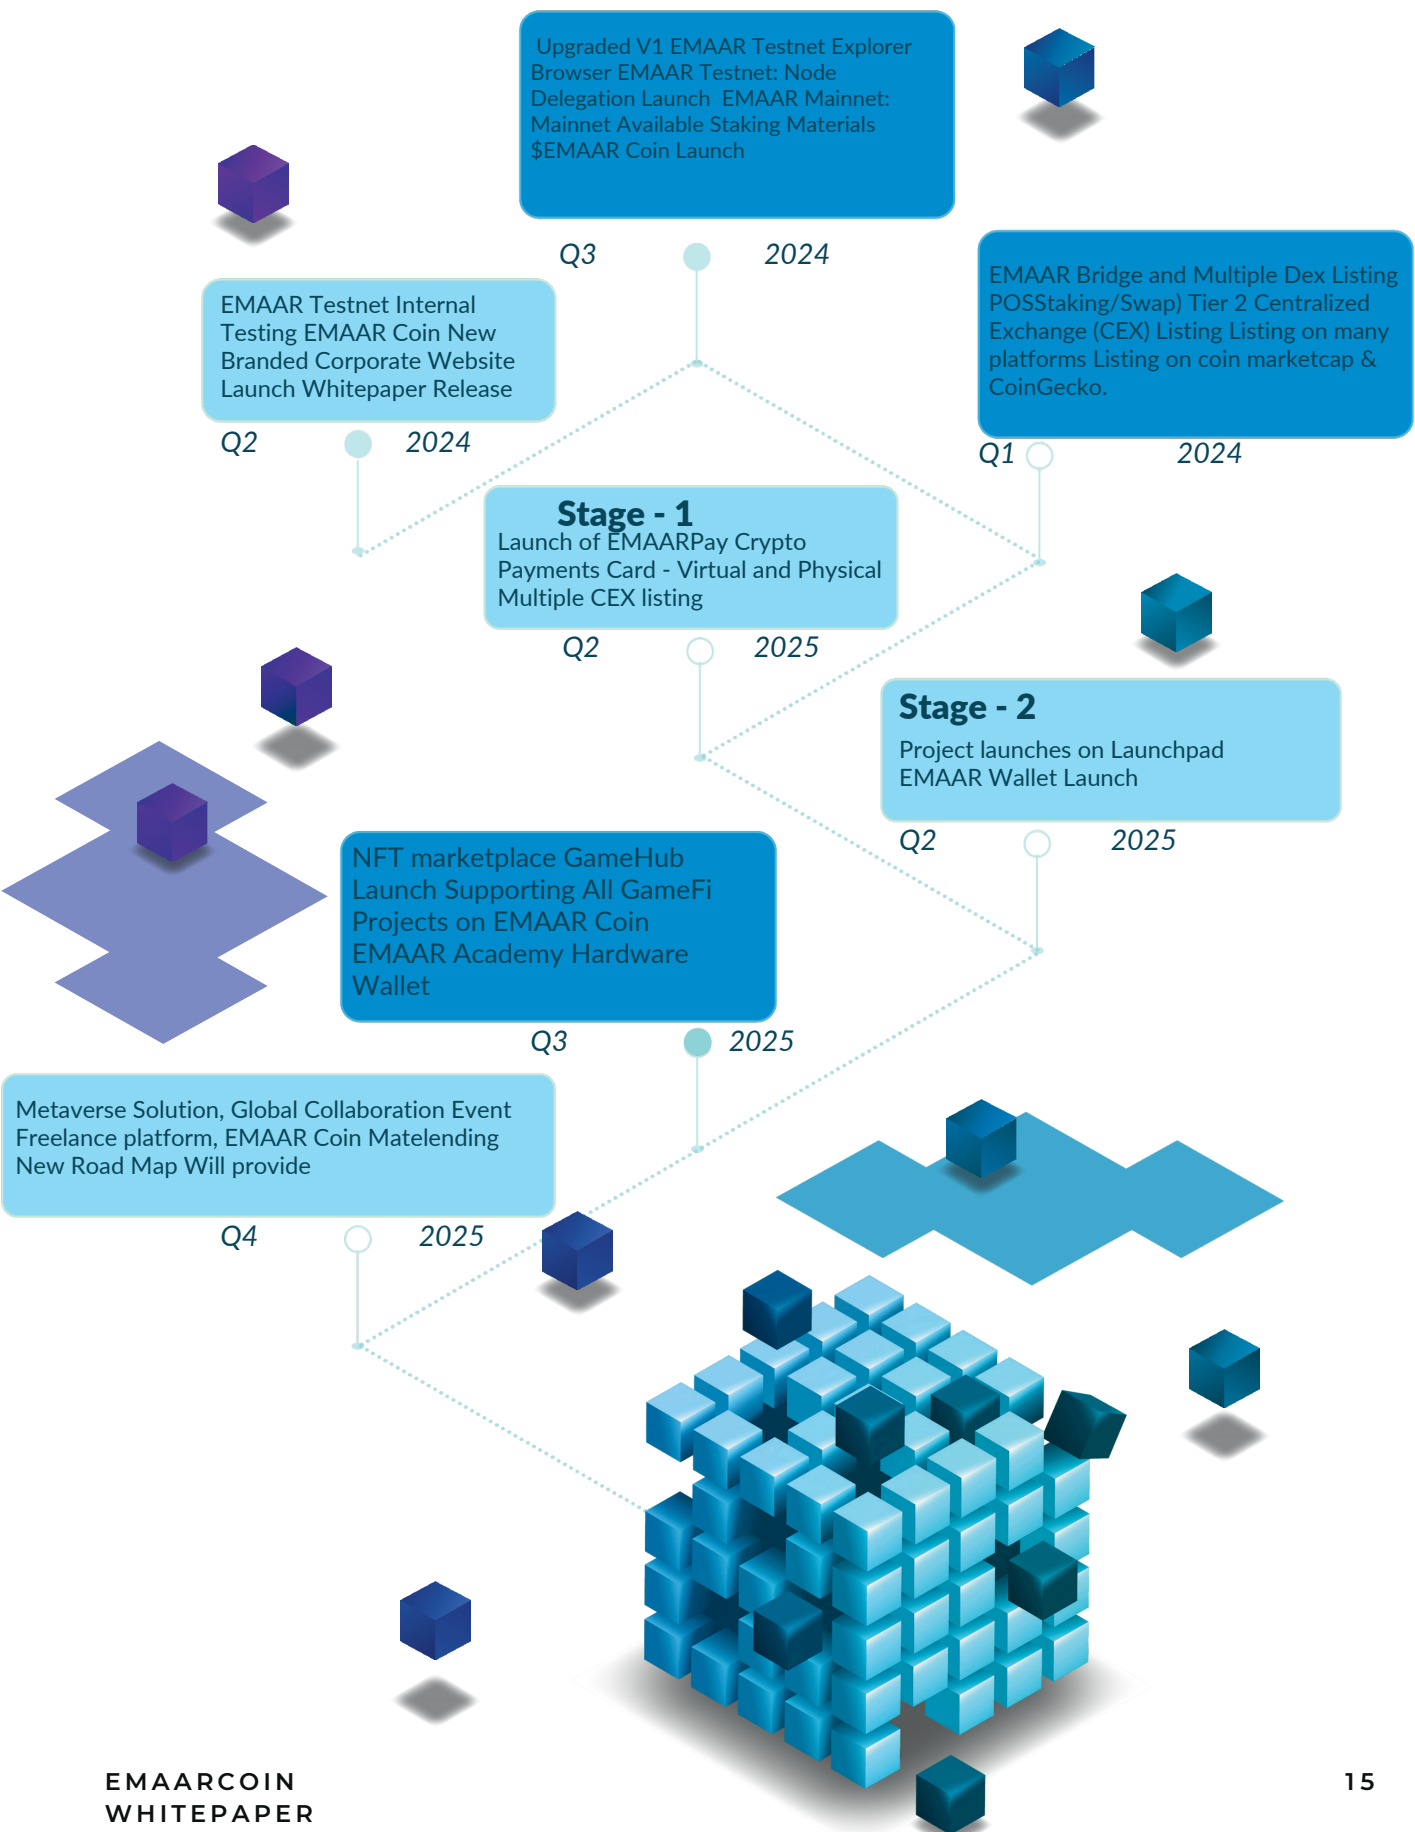 Upgraded V1 EMAAR Testnet Explorer
Browser EMAAR Testnet: Node
Delegation Launch EMAAR Mainnet:
Mainnet Available Staking Materials
$EMAAR Coin Launch
Q3 2024
EMAAR Testnet Internal
Testing EMAAR Coin New
Branded Corporate Website
Launch Whitepaper Release
Q2 2024
EMAAR Bridge and Multiple Dex Listing
POSStaking/Swap) Tier 2 Centralized
Exchange (CEX) Listing Listing on many
platforms Listing on coin marketcap &
CoinGecko.
Q1 2024
Stage - 1
Launch of EMAARPay Crypto
Payments Card - Virtual and Physical
Multiple CEX listing
Q2 2025
Stage - 2
Project launches on Launchpad
EMAAR Wallet Launch
Q2 2025
NFT marketplace GameHub
Launch Supporting All GameFi
Projects on EMAAR Coin
EMAAR Academy Hardware
Wallet
Q3 2025
Metaverse Solution, Global Collaboration Event
Freelance platform, EMAAR Coin Matelending
New Road Map Will provide
Q4 2025
EMAARCOIN
WHITEPAPER
15